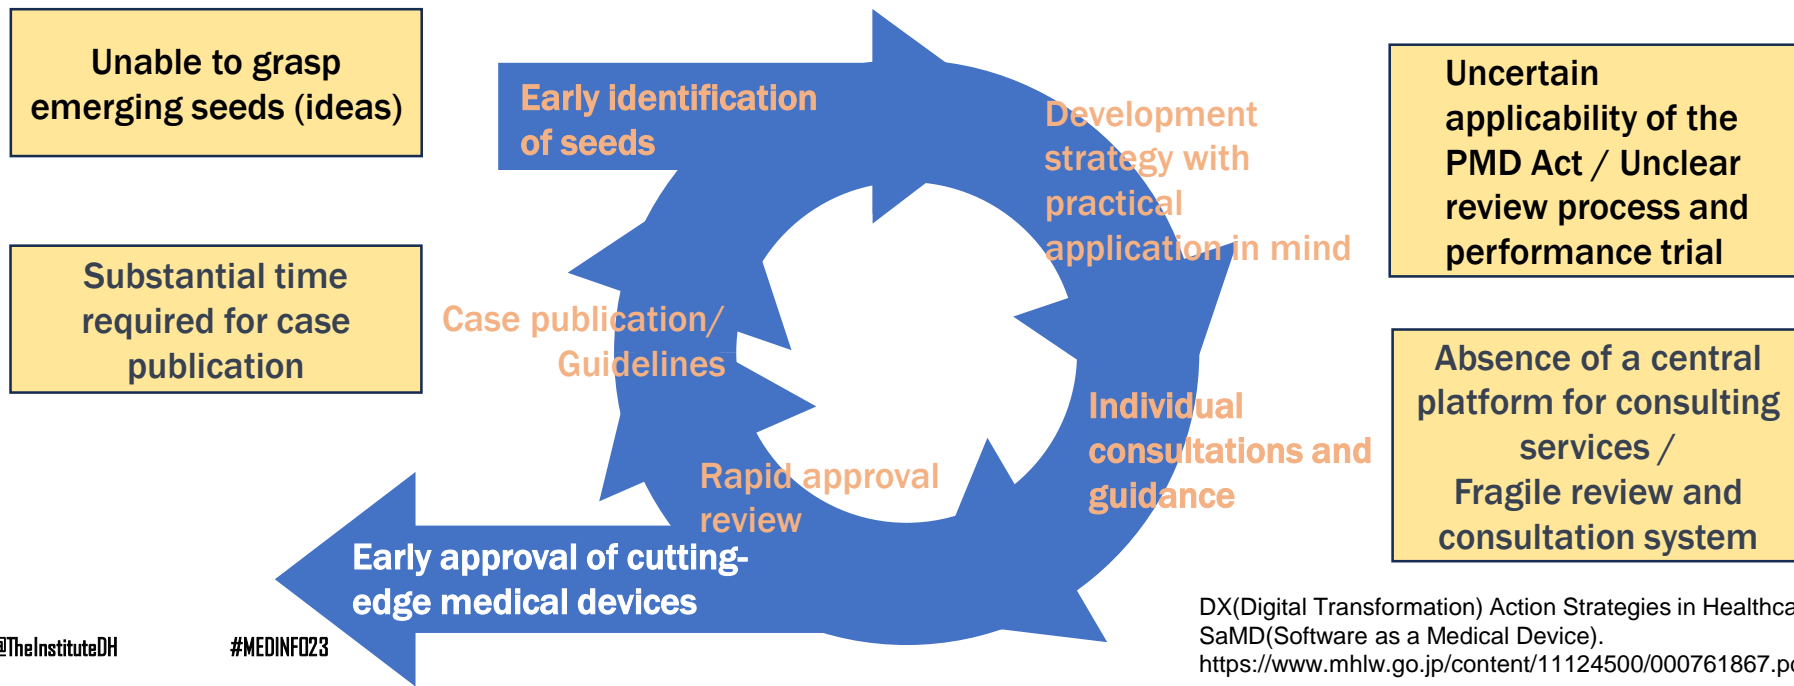 Unable to grasp
emerging seeds (ideas)
Early identification
of seeds
Development
strategy with
practical
application in mind
Uncertain
applicability of the
PMD Act / Unclear
review process and
performance trial
Substantial time
required for case
publication
Case publication/
Guidelines
Individual
consultations and
guidance
Absence of a central
platform for consulting
services /
Fragile review and
consultation system
Rapid approval
review
Early approval of cutting-
edge medical devices
DX(Digital Transformation) Action Strategies in Healthca
SaMD(Software as a Medical Device).
https://www.mhlw.go.jp/content/11124500/000761867.pd
@TheInstituteDH
#MEDINFO23